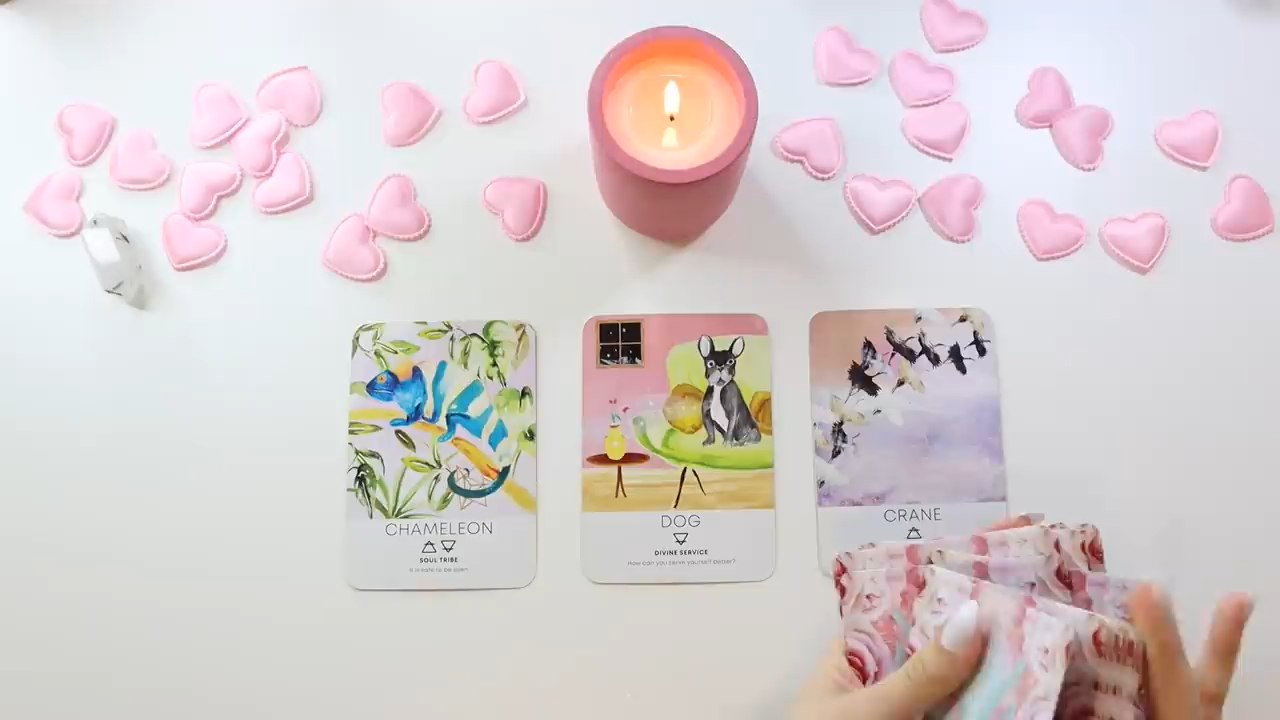 CHAMELEON
SOUL TRIBE
It is safe to be seen.
DOG
DIVINE SERVICE
How can you serve yourself better?
CRANE